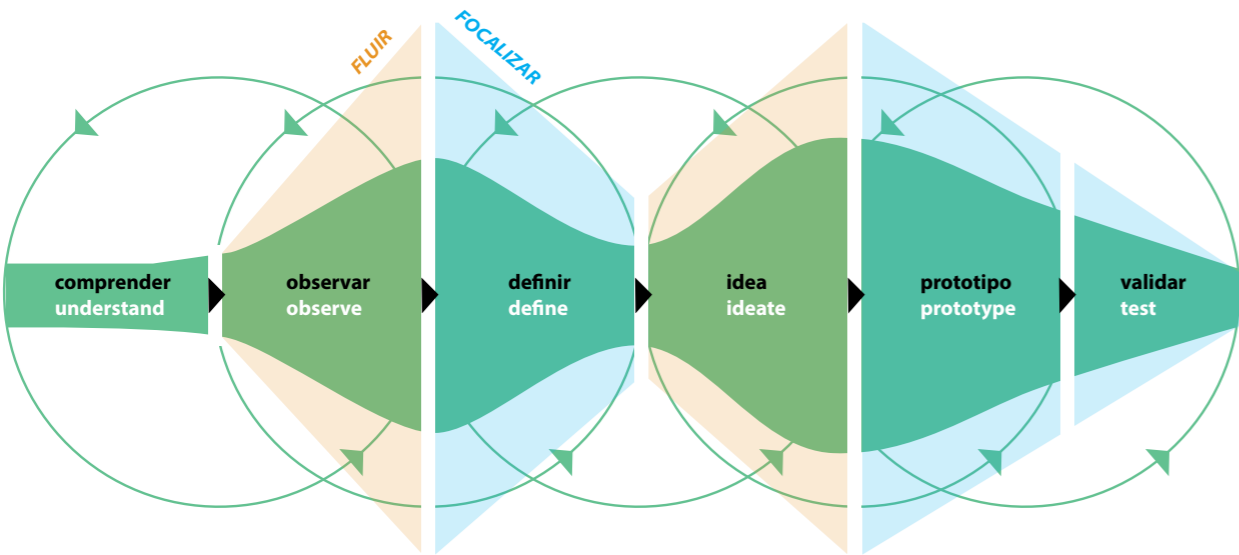 FLUIR
FOCALIZAR
comprender
understand
observar
observe
definir
define
idea
ideate
prototipo
prototype
validar
test